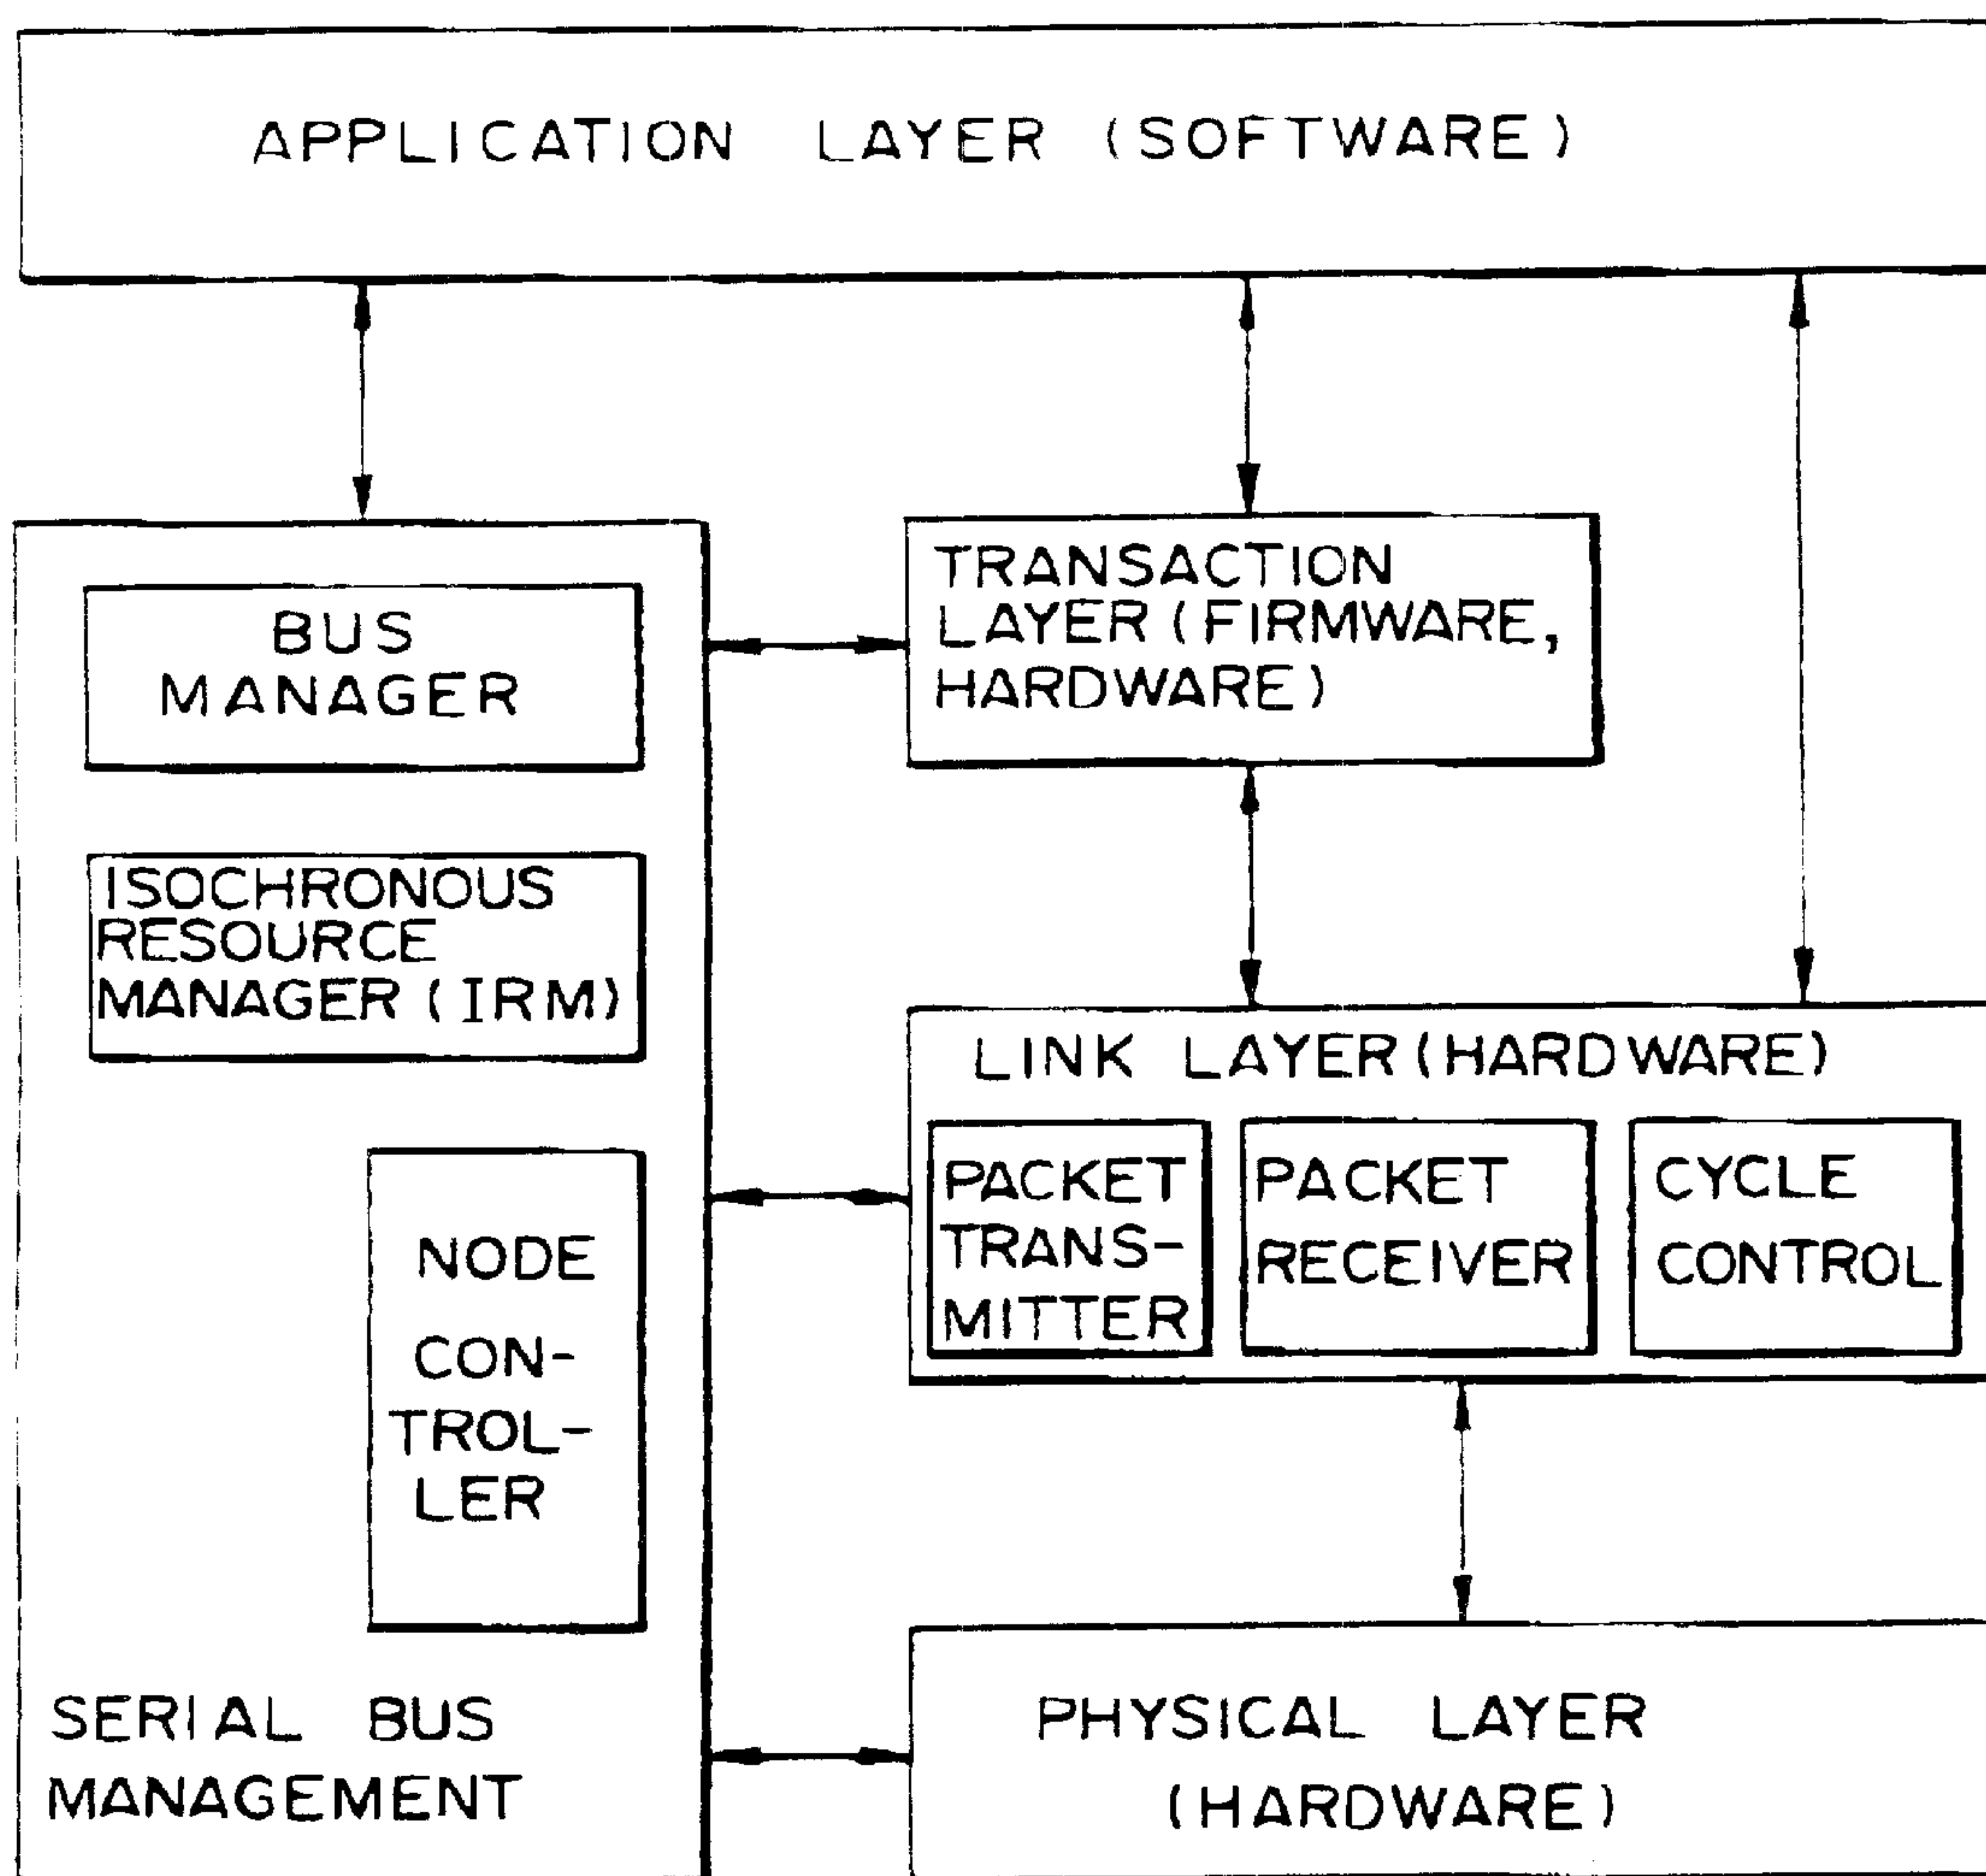 APPLICATION LAYER (SOFTWARE)
BUS
MANAGER
TRANSACTION
LAYER (FIRMWARE,
HARDWARE)
ISOCHRONOUS
RESOURCE
MANAGER (IRM)
LINK LAYER (HARDWARE)
PACKET
TRANS-
MITTER
PACKET
RECEIVER
CYCLE
CONTROL
NODE
CON-
TROL-
LER
SERIAL BUS
MANAGEMENT
PHYSICAL LAYER
(HARDWARE)